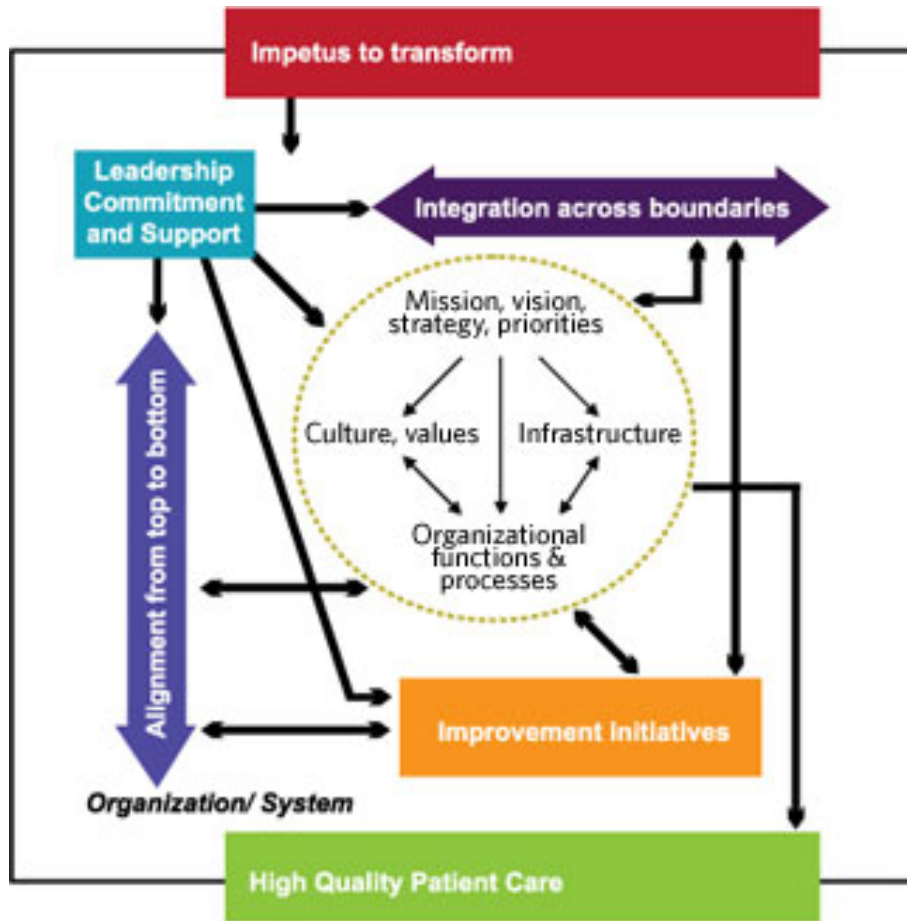 Impetus to transform
Leadership
Commitment
and Support
Integration across boundaries
Mission, vision,
strategy, priorities
Culture, values
Infrastructure
Organizational
functions &
processes
Alignment from top to bottom
Improvement Initiatives
Organization/ System
High Quality Patient Care